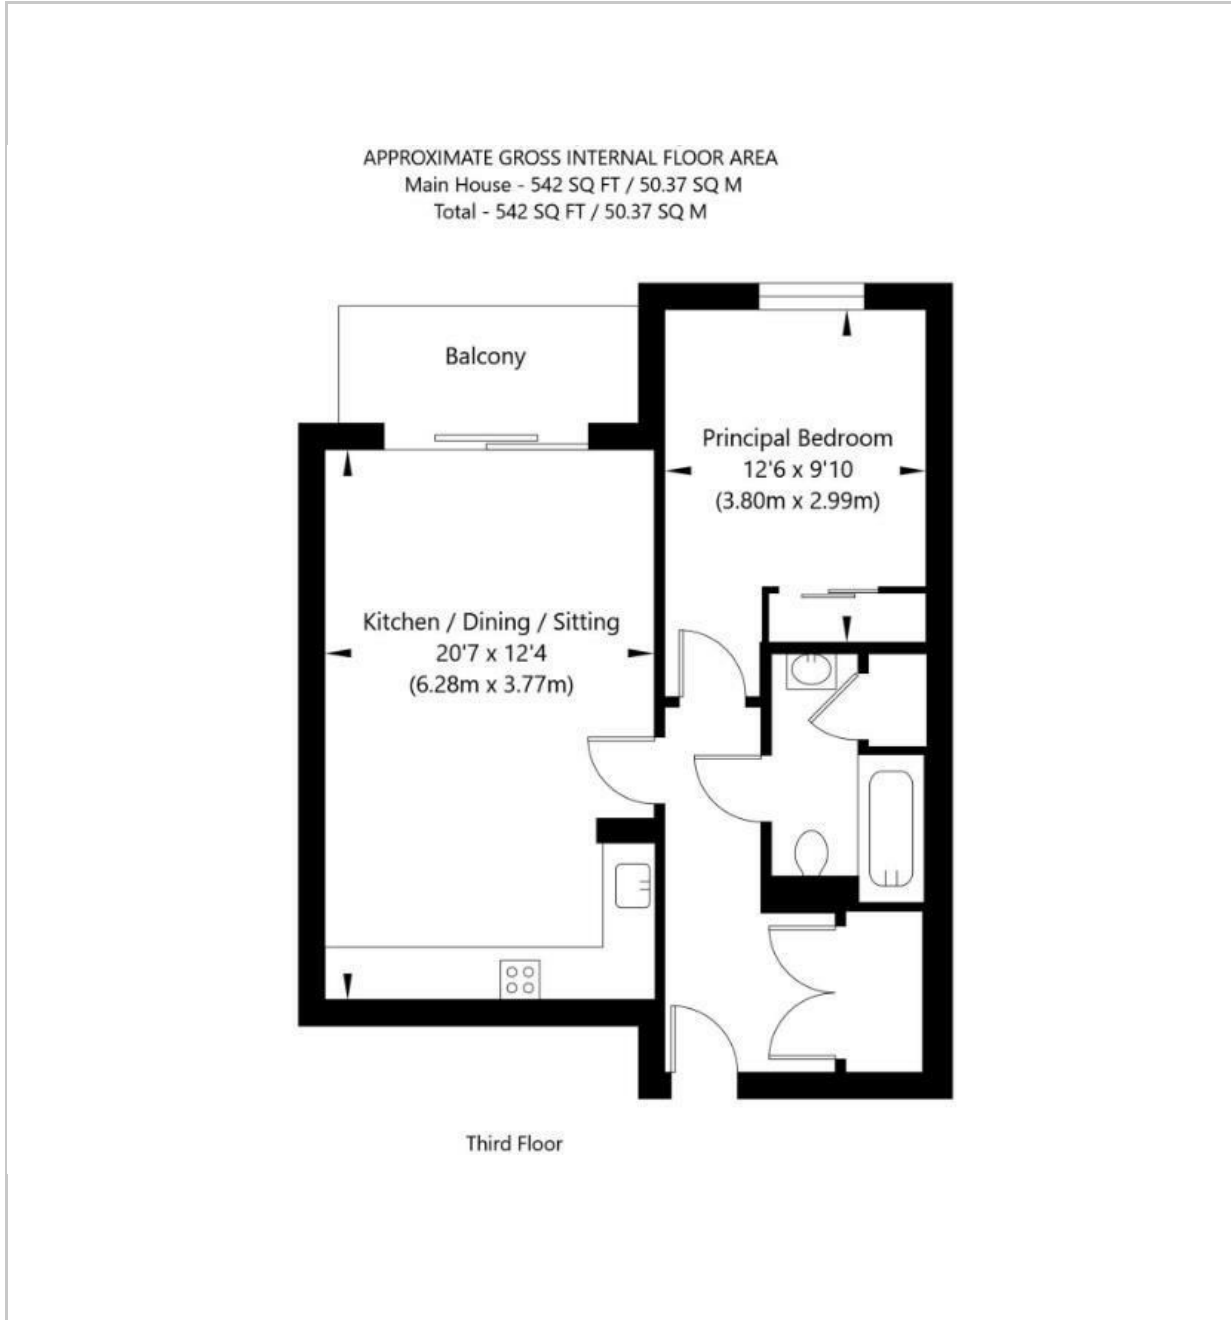 APPROXIMATE GROSS INTERNAL FLOOR AREA
Main House - 542 SQ FT / 50.37 SQ M
Total - 542 SQ FT / 50.37 SQ M
Balcony
Principal Bedroom
12'6 x 9'10
(3.80m x 2.99m)
Kitchen / Dining / Sitting
20'7 x 12'4
(6.28m x 3.77m)
Third Floor